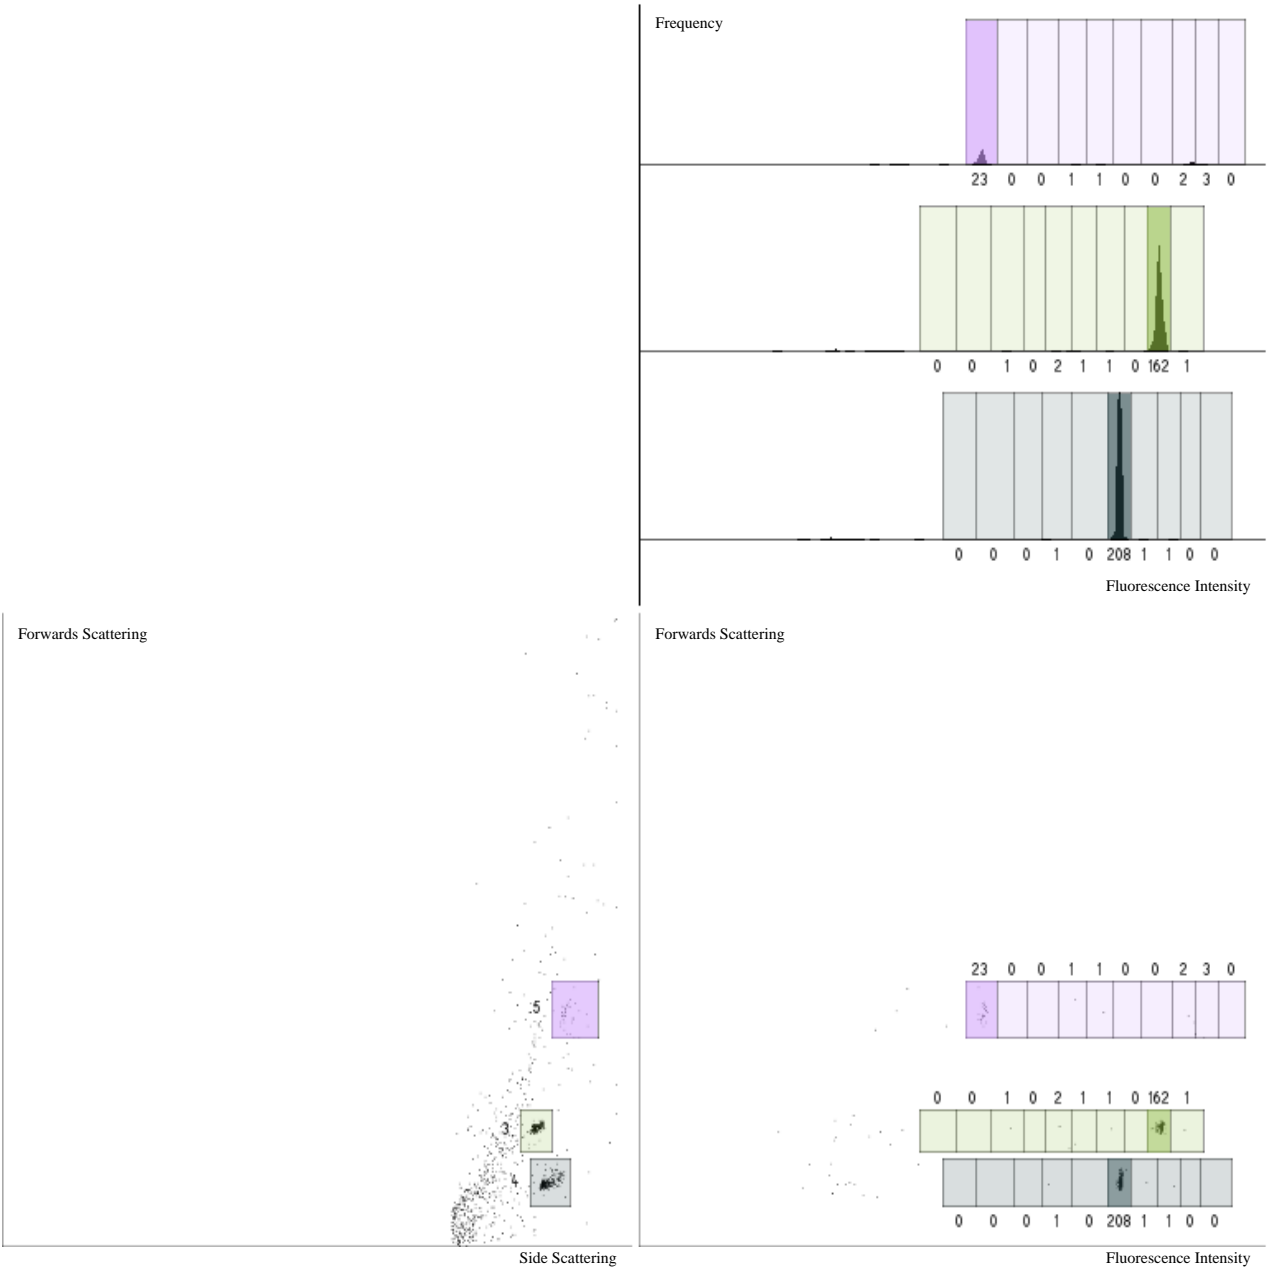 Frequency
23 0 0 1 1 0 0 2 3 0
0 0 1 0 2 1 1 0 162 1
0 0 0 1 0 208 1 1 0 0
Fluorescence Intensity
Forwards Scattering
Forwards Scattering
23 0 0 1 1 0 0 2 3 0
5
0 0 1 0 2 1 1 0 162 1
3
4
0 0 0 1 0 208 1 1 0 0
Side Scattering
Fluorescence Intensity